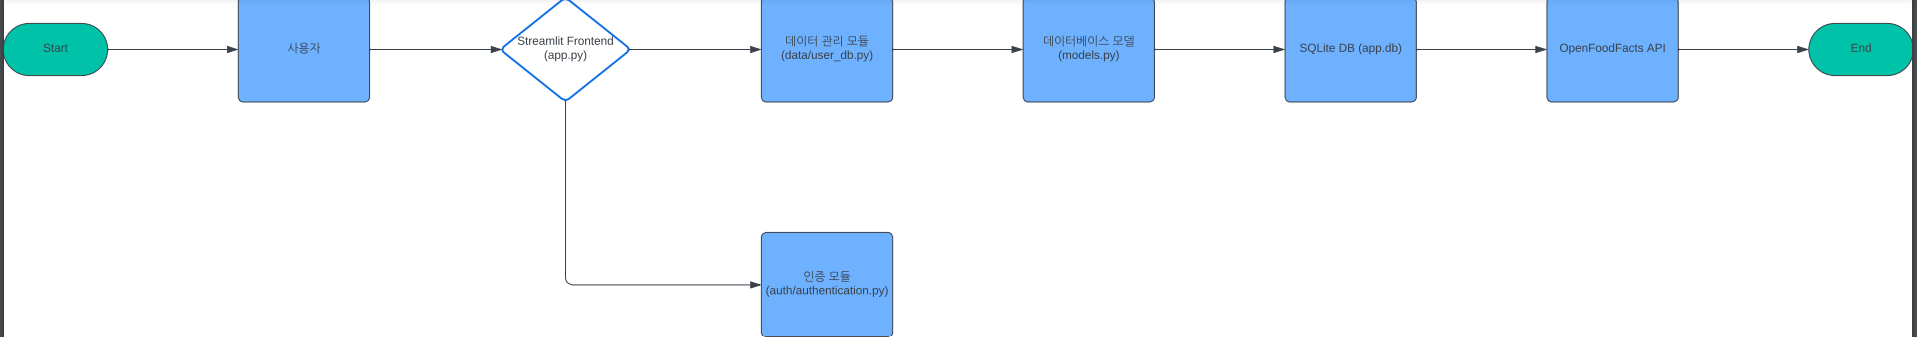 Start
사용자
Streamlit Frontend
(app.py)
데이터 관리 모듈
(data/user_db.py)
데이터베이스 모델
(models.py)
SQLite DB (app.db)
OpenFoodFacts API
End
인증 모듈
(auth/authentication.py)